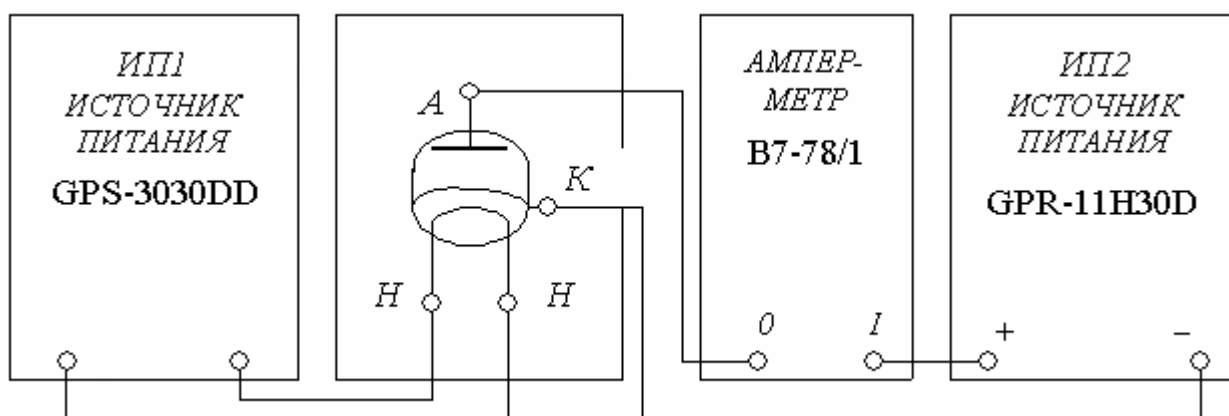 ИП1
ИСТОЧНИК
ПИТАНИЯ
GPS-3030DD
А
К
Н Н
АМПЕР-
МЕТР
В7-78/1
0 I
ИП2
ИСТОЧНИК
ПИТАНИЯ
GPR-11H30D
+ −